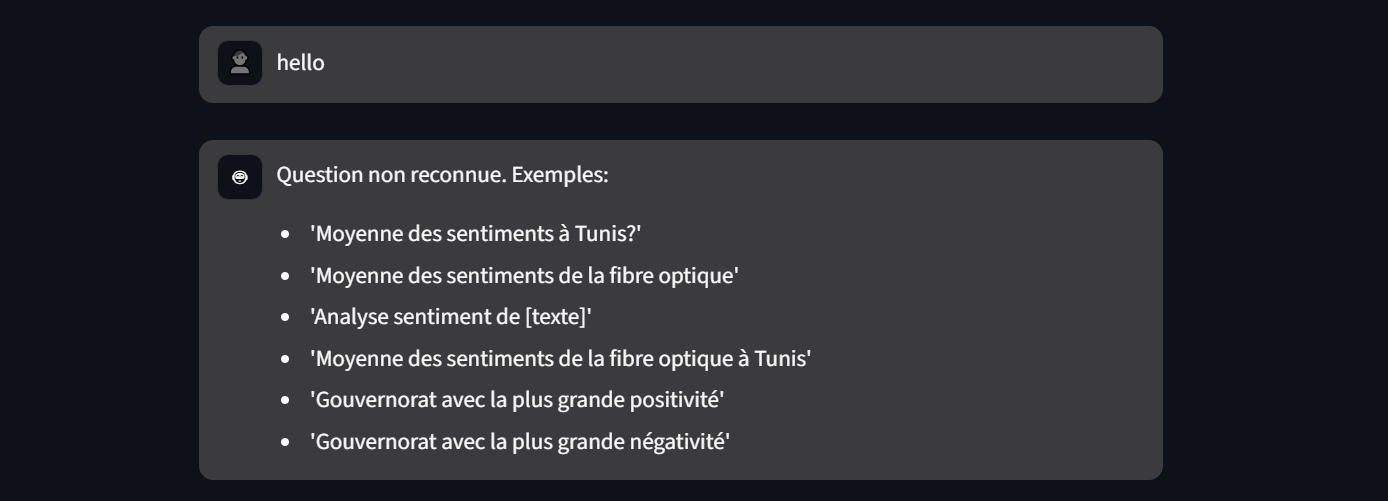 hello
Question non reconnue. Exemples:
'Moyenne des sentiments à Tunis?'
'Moyenne des sentiments de la fibre optique'
'Analyse sentiment de [texte]'
'Moyenne des sentiments de la fibre optique à Tunis'
'Gouvernorat avec la plus grande positivité'
'Gouvernorat avec la plus grande négativité'